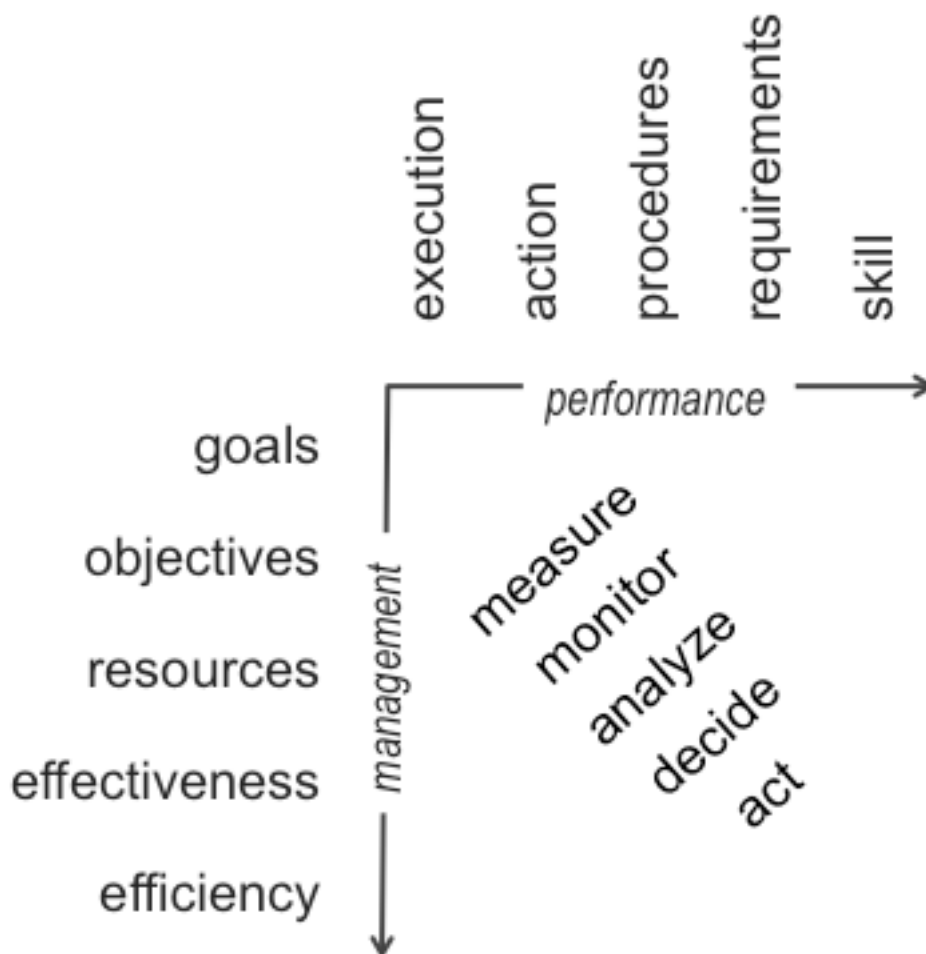 execution
action
procedures
requirements
skill
performance
goals
objectives
resources
effectiveness
efficiency
management
measure
monitor
analyze
decide
act